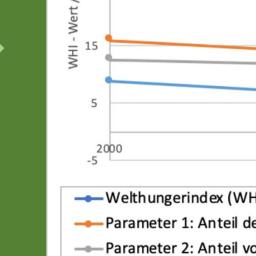 WHI - Wert /
15
5
2000
-5
Welthungerindex (WH
Parameter 1: Anteil de
Parameter 2: Anteil vo